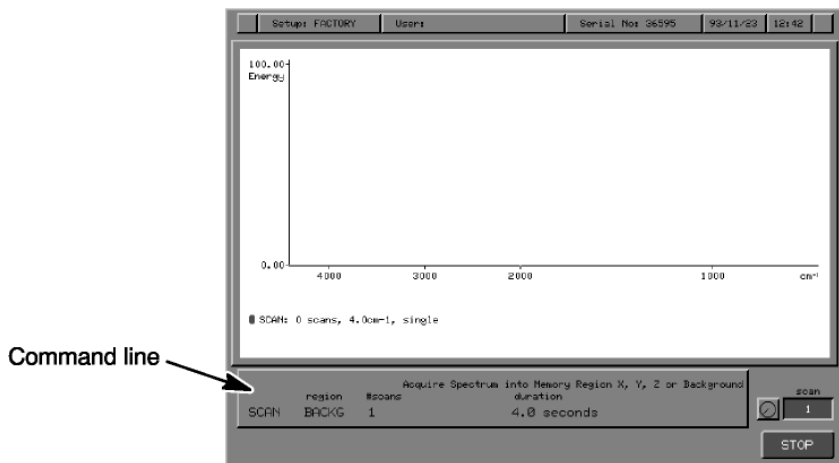 Setup: FACTORY User: Serial No: 36595 93/11/23 12:42
100.00
Energy
0.00
4000 3000 2000 1000 cm-1
SCAN: 0 scans, 4.0cm-1, single
Command line
Acquire Spectrum into Memory Region X, Y, Z or Background
region #scans duration
SCAN BACKG 1 4.0 seconds
scan
1
STOP